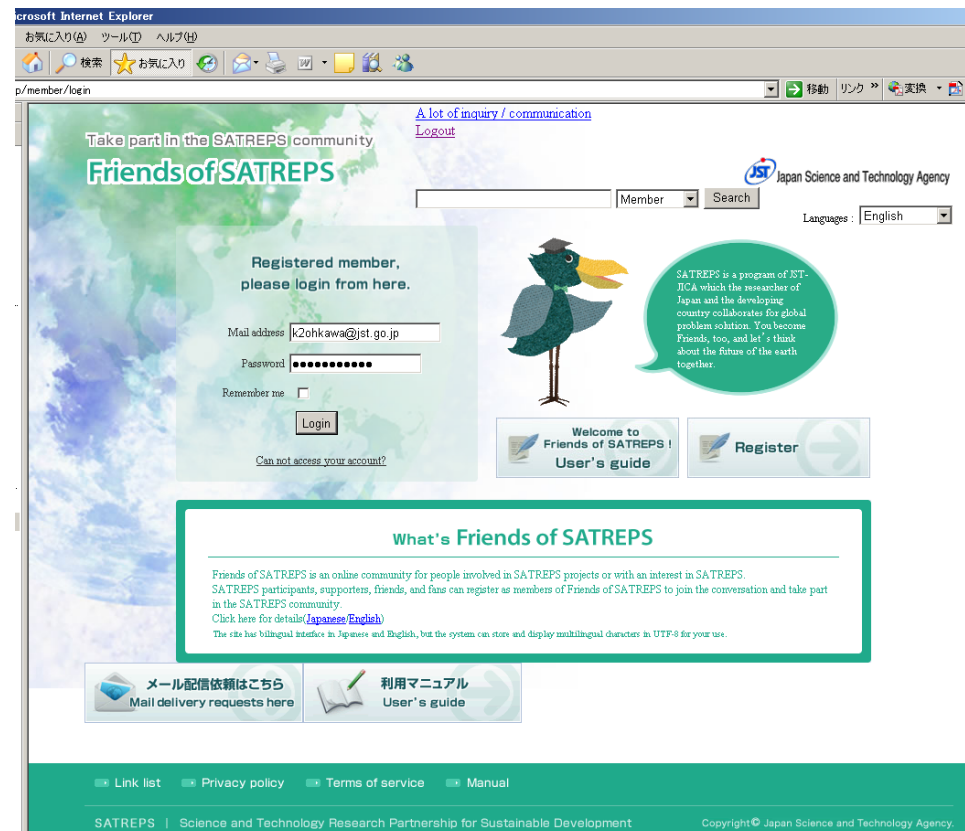 icrosoft Internet Explorer
お気に入り(A) ツール(T) ヘルプ(H)
検索 お気に入り
p/member/login 移動 リンク » 変換
A lot of inquiry / communication
Logout
Take part in the SATREPS community
Friends of SATREPS
JST Japan Science and Technology Agency
Member Search
Languages : English
Registered member,
please login from here.
Mail address k2ohkawa@jst.go.jp
Password ●●●●●●●●●●●
Remember me
Login
Can not access your account?
SATREPS is a program of JST-
JICA which the researcher of
Japan and the developing
country collaborates for global
problem solution. You become
Friends, too, and let's think
about the future of the earth
together.
Welcome to
Friends of SATREPS !
User's guide
Register
What's Friends of SATREPS
Friends of SATREPS is an online community for people involved in SATREPS projects or with an interest in SATREPS.
SATREPS participants, supporters, friends, and fans can register as members of Friends of SATREPS to join the conversation and take part
in the SATREPS community.
Click here for details(Japanese/English)
The site has bilingual interface in Japanese and English, but the system can store and display multilingual characters in UTF-8 for your use.
メール配信依頼はこちら
Mail delivery requests here
利用マニュアル
User's guide
Link list Privacy policy Terms of service Manual
SATREPS | Science and Technology Research Partnership for Sustainable Development Copyright© Japan Science and Technology Agency.